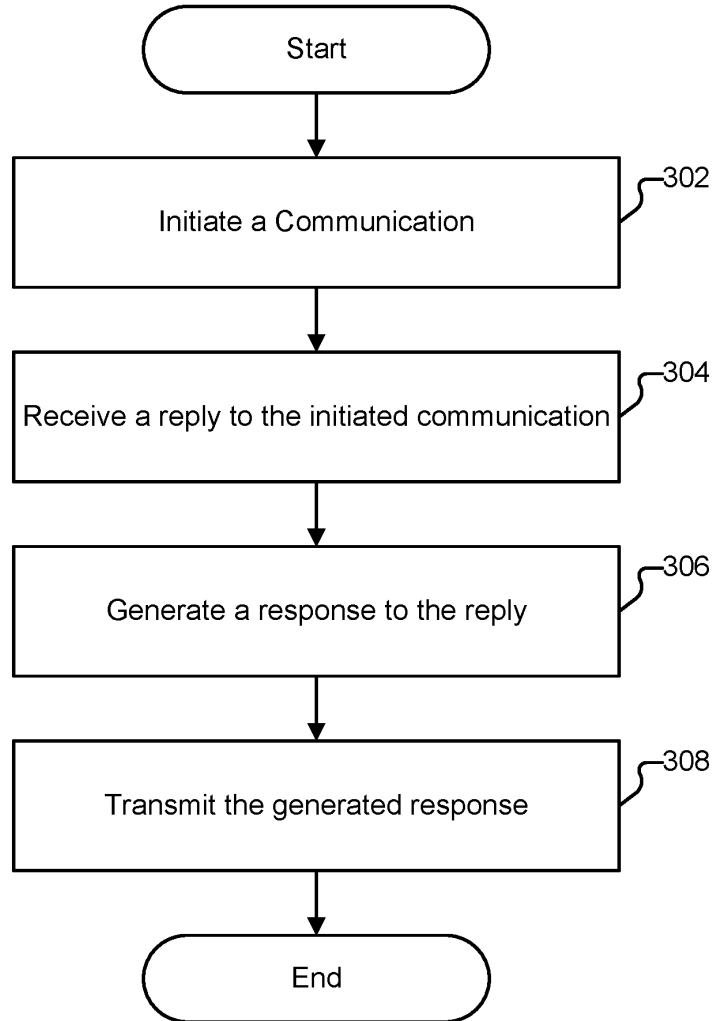 Start
302
Initiate a Communication
304
Receive a reply to the initiated communication
306
Generate a response to the reply
308
Transmit the generated response
End